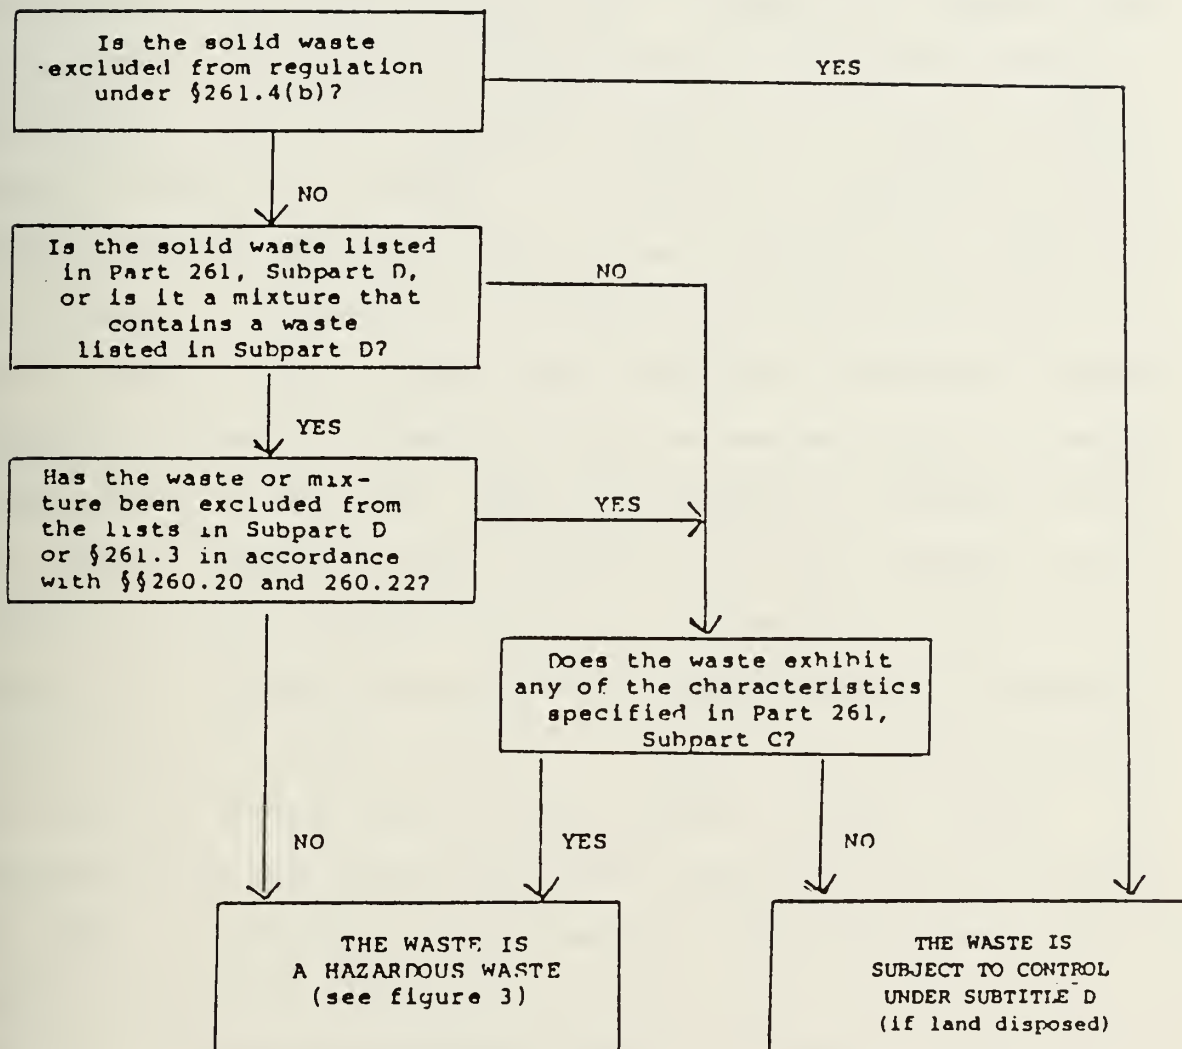 Is the solid waste
excluded from regulation
under §261.4(b)?
YES
NO
Is the solid waste listed
in Part 261, Subpart D,
or is it a mixture that
contains a waste
listed in Subpart D?
NO
YES
Has the waste or mix-
ture been excluded from
the lists in Subpart D
or §261.3 in accordance
with §§260.20 and 260.22?
YES
Does the waste exhibit
any of the characteristics
specified in Part 261,
Subpart C?
NO
YES
NO
THE WASTE IS
A HAZARDOUS WASTE
(see figure 3)
THE WASTE IS
SUBJECT TO CONTROL
UNDER SUBTITLE D
(if land disposed)